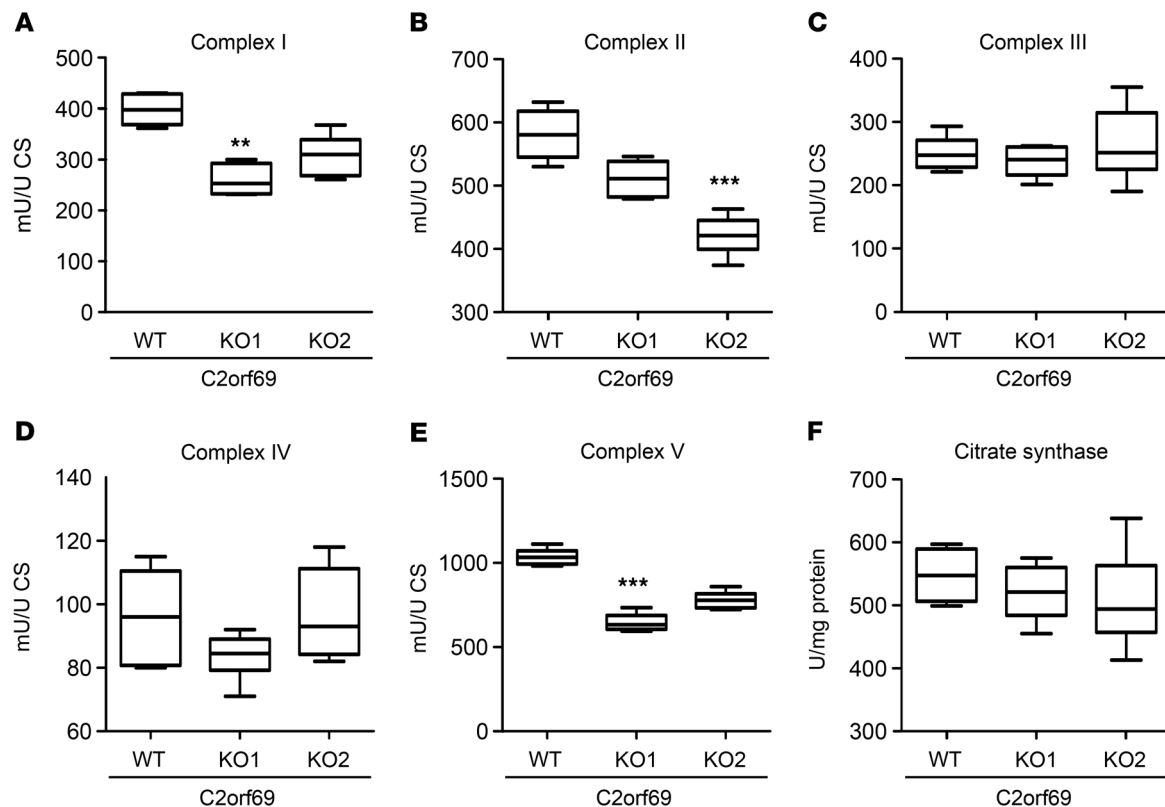 A
Complex I
mU/U CS
500
400
300
200
100
0
**
WT KO1 KO2
C2orf69
B
Complex II
mU/U CS
700
600
500
400
300
***
WT KO1 KO2
C2orf69
C
Complex III
mU/U CS
400
300
200
100
0
WT KO1 KO2
C2orf69
D
Complex IV
mU/U CS
140
120
100
80
60
WT KO1 KO2
C2orf69
E
Complex V
mU/U CS
1500
1000
500
0
***
WT KO1 KO2
C2orf69
F
Citrate synthase
U/mg protein
700
600
500
400
300
WT KO1 KO2
C2orf69